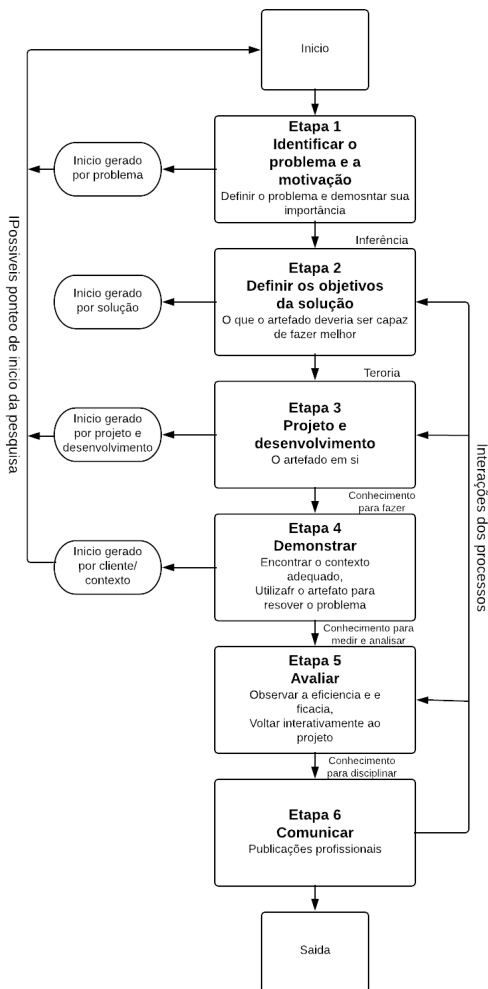 Inicio
Etapa 1
Identificar o
problema e a
motivação
Definir o problema e demosntar sua
importância
Inicio gerado
por problema
Inferência
Etapa 2
Definir os objetivos
da solução
O que o artefado deveria ser capaz
de fazer melhor
Inicio gerado
por solução
Teroria
Etapa 3
Projeto e
desenvolvimento
O artefado em si
Inicio gerado
por projeto e
desenvolvimento
Conhecimento
para fazer
Etapa 4
Demonstrar
Encontrar o contexto
adequado,
Utilizafr o artefato para
resover o problema
Inicio gerado
por cliente/
contexto
Conhecimento para
medir e analisar
Etapa 5
Avaliar
Observar a eficiencia e e
ficacia,
Voltar interativamente ao
projeto
Conhecimento
para disciplinar
Etapa 6
Comunicar
Publicações profissionais
Saida
IPossiveis ponteo de inicio da pesquisa
Interações dos processos